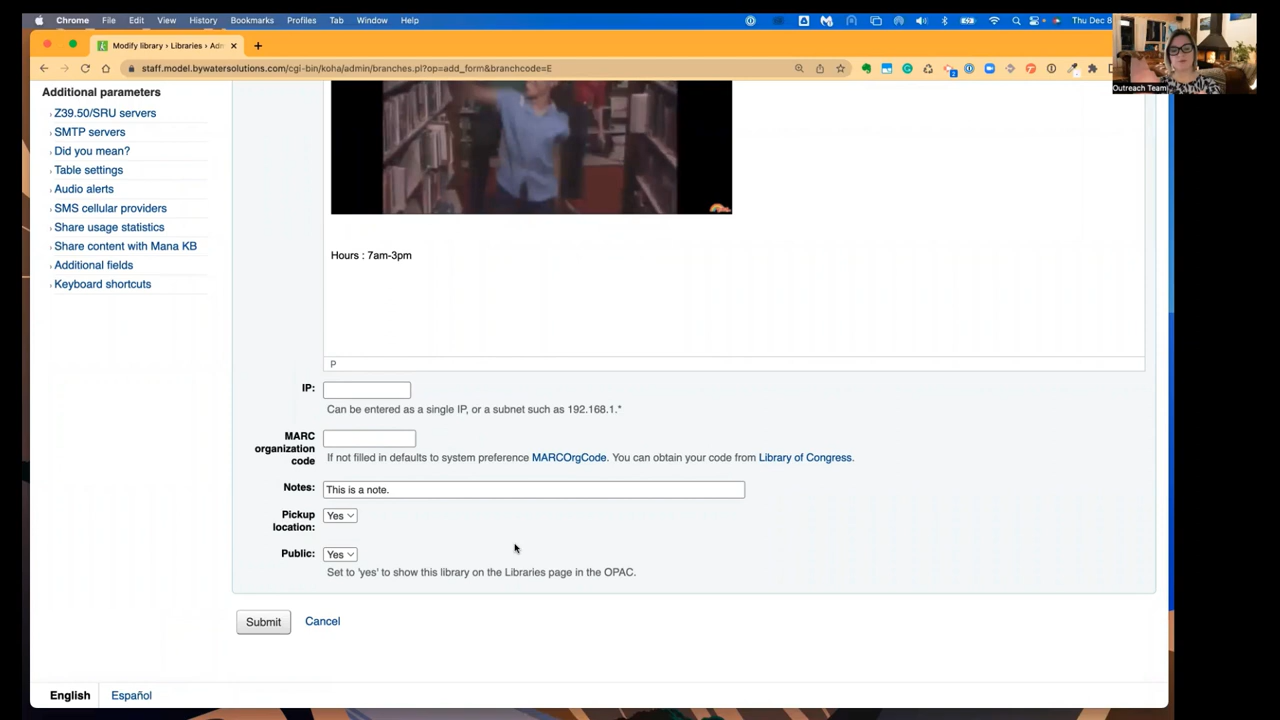 Chrome File Edit View History Bookmarks Profiles Tab Window Help
Thu Dec 8
Modify library › Libraries › Adm
staff.model.bywatersolutions.com/cgi-bin/koha/admin/branches.pl?op=add_form&branchcode=E
Outreach Team
Additional parameters
Z39.50/SRU servers
SMTP servers
Did you mean?
Table settings
Audio alerts
SMS cellular providers
Share usage statistics
Share content with Mana KB
Additional fields
Keyboard shortcuts
Hours : 7am-3pm
P
IP:
Can be entered as a single IP, or a subnet such as 192.168.1.*
MARC
organization
code
If not filled in defaults to system preference MARCOrgCode. You can obtain your code from Library of Congress.
Notes: This is a note.
Pickup
location:
Yes
Public: Yes
Set to 'yes' to show this library on the Libraries page in the OPAC.
Submit Cancel
English Español